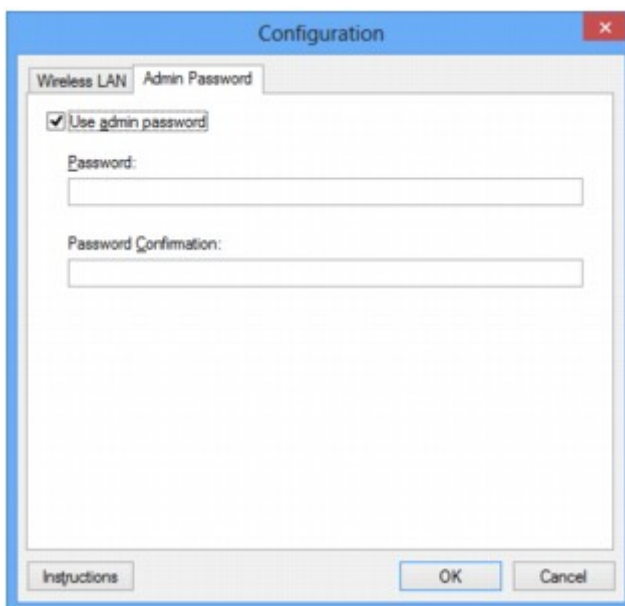 Configuration
Wireless LAN Admin Password
Use admin password
Password:
Password Confirmation:
Instructions OK Cancel